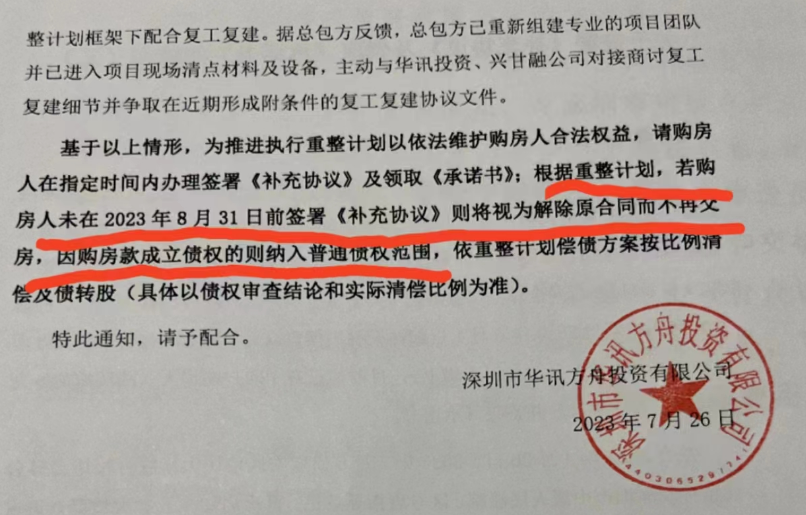 整计划框架下配合复工复建。据总包方反馈，总包方已重新组建专业的项目团队
并已进入项目现场清点材料及设备，主动与华讯投资、兴甘融公司对接商讨复工
复建细节并争取在近期形成附条件的复工复建协议文件。
基于以上情形，为推进执行重整计划以依法维护购房人合法权益，请购房
人在指定时间内办理签署《补充协议》及领取《承诺书》；根据重整计划，若购
房人未在 2023 年 8 月 31 日前签署《补充协议》则将视为解除原合同而不再交
房，因购房款成立债权的则纳入普通债权范围，依重整计划偿债方案按比例清
偿及债转股（具体以债权审查结论和实际清偿比例为准）。
特此通知，请予配合。
深圳市华讯方舟投资有限公司
2023 年 7 月 26 日
深圳市华讯方舟投资有限公司
4403065291341